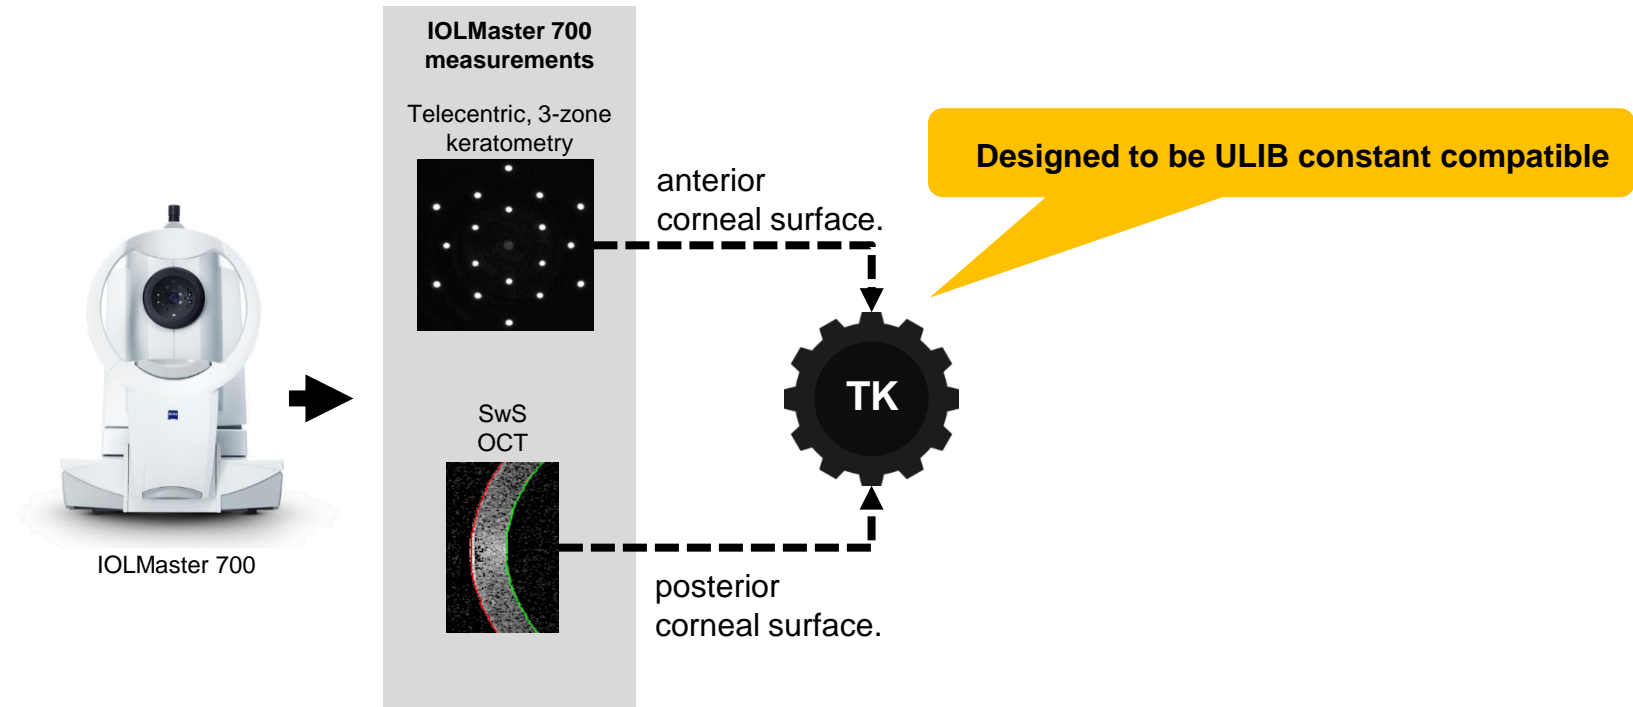 IOLMaster 700
measurements
Telecentric, 3-zone
keratometry
anterior
corneal surface.
Designed to be ULIB constant compatible
TK
SwS
OCT
posterior
corneal surface.
IOLMaster 700